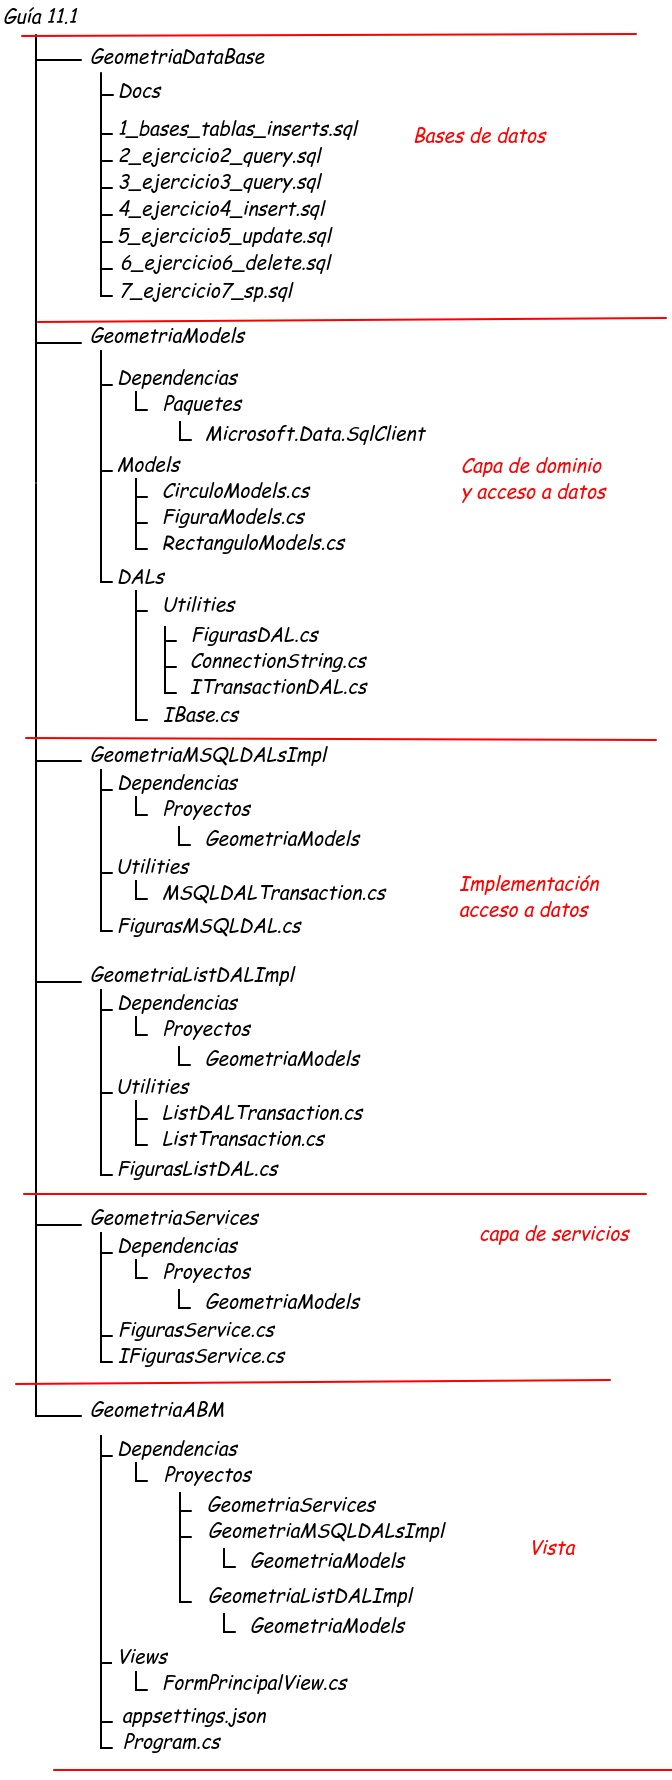 Guía 11.1
GeometriaDataBase
Docs
1_bases_tablas_inserts.sql
Bases de datos
2_ejercicio2_query.sql
3_ejercicio3_query.sql
4_ejercicio4_insert.sql
5_ejercicio5_update.sql
6_ejercicio6_delete.sql
7_ejercicio7_sp.sql
GeometriaModels
Dependencias
Paquetes
Microsoft.Data.SqlClient
Models
Capa de dominio
y acceso a datos
CirculoModels.cs
FiguraModels.cs
RectanguloModels.cs
DALs
Utilities
FigurasDAL.cs
ConnectionString.cs
ITransactionDAL.cs
IBase.cs
GeometriaMSQLDALsImpl
Dependencias
Proyectos
GeometriaModels
Utilities
MSQLDALTransaction.cs
Implementación
acceso a datos
FigurasMSQLDAL.cs
GeometriaListDALImpl
Dependencias
Proyectos
GeometriaModels
Utilities
ListDALTransaction.cs
ListTransaction.cs
FigurasListDAL.cs
GeometriaServices
capa de servicios
Dependencias
Proyectos
GeometriaModels
FigurasService.cs
IFigurasService.cs
GeometriaABM
Dependencias
Proyectos
GeometriaServices
GeometriaMSQLDALsImpl
Vista
GeometriaModels
GeometriaListDALImpl
GeometriaModels
Views
FormPrincipalView.cs
appsettings.json
Program.cs